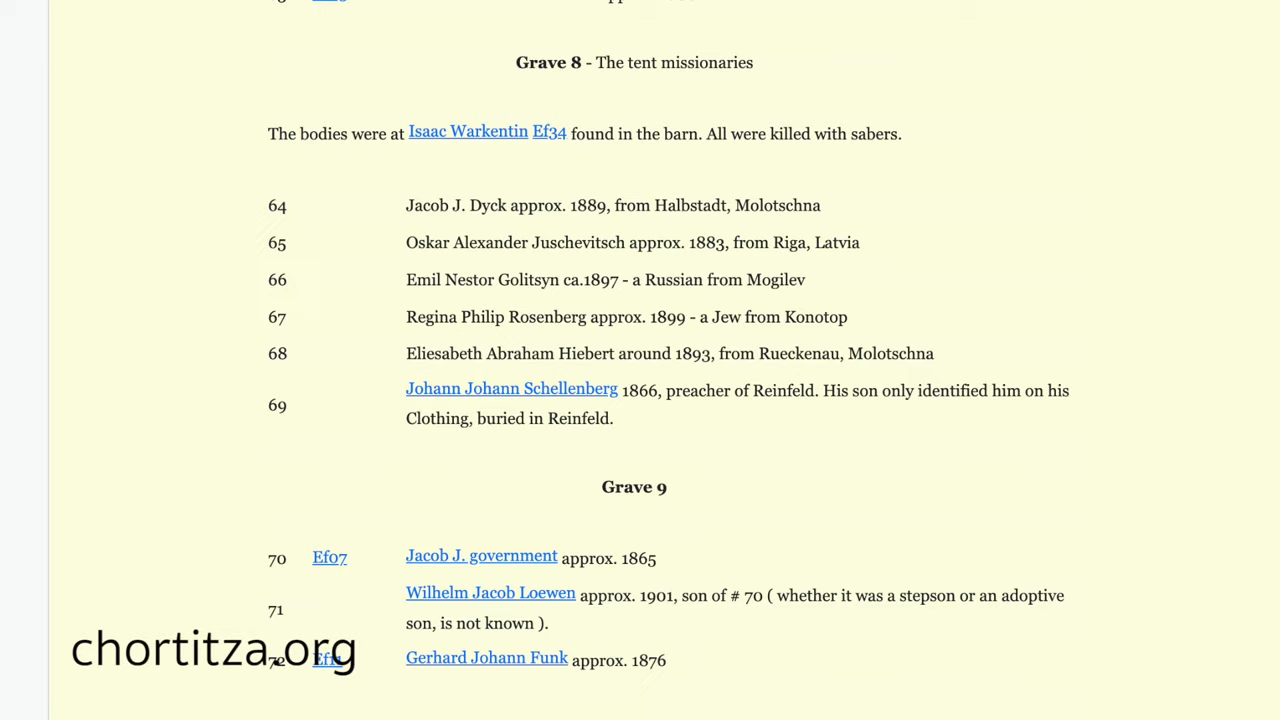 Grave 8 - The tent missionaries
The bodies were at Isaac Warkentin Ef34 found in the barn. All were killed with sabers.
64 Jacob J. Dyck approx. 1889, from Halbstadt, Molotschna
65 Oskar Alexander Juschevitsch approx. 1883, from Riga, Latvia
66 Emil Nestor Golitsyn ca.1897 - a Russian from Mogilev
67 Regina Philip Rosenberg approx. 1899 - a Jew from Konotop
68 Eliesabeth Abraham Hiebert around 1893, from Rueckenau, Molotschna
69 Johann Johann Schellenberg 1866, preacher of Reinfeld. His son only identified him on his
Clothing, buried in Reinfeld.
Grave 9
70 Ef07 Jacob J. government approx. 1865
71 Wilhelm Jacob Loewen approx. 1901, son of # 70 ( whether it was a stepson or an adoptive
son, is not known ).
72 Gerhard Johann Funk approx. 1876
chortitza.org